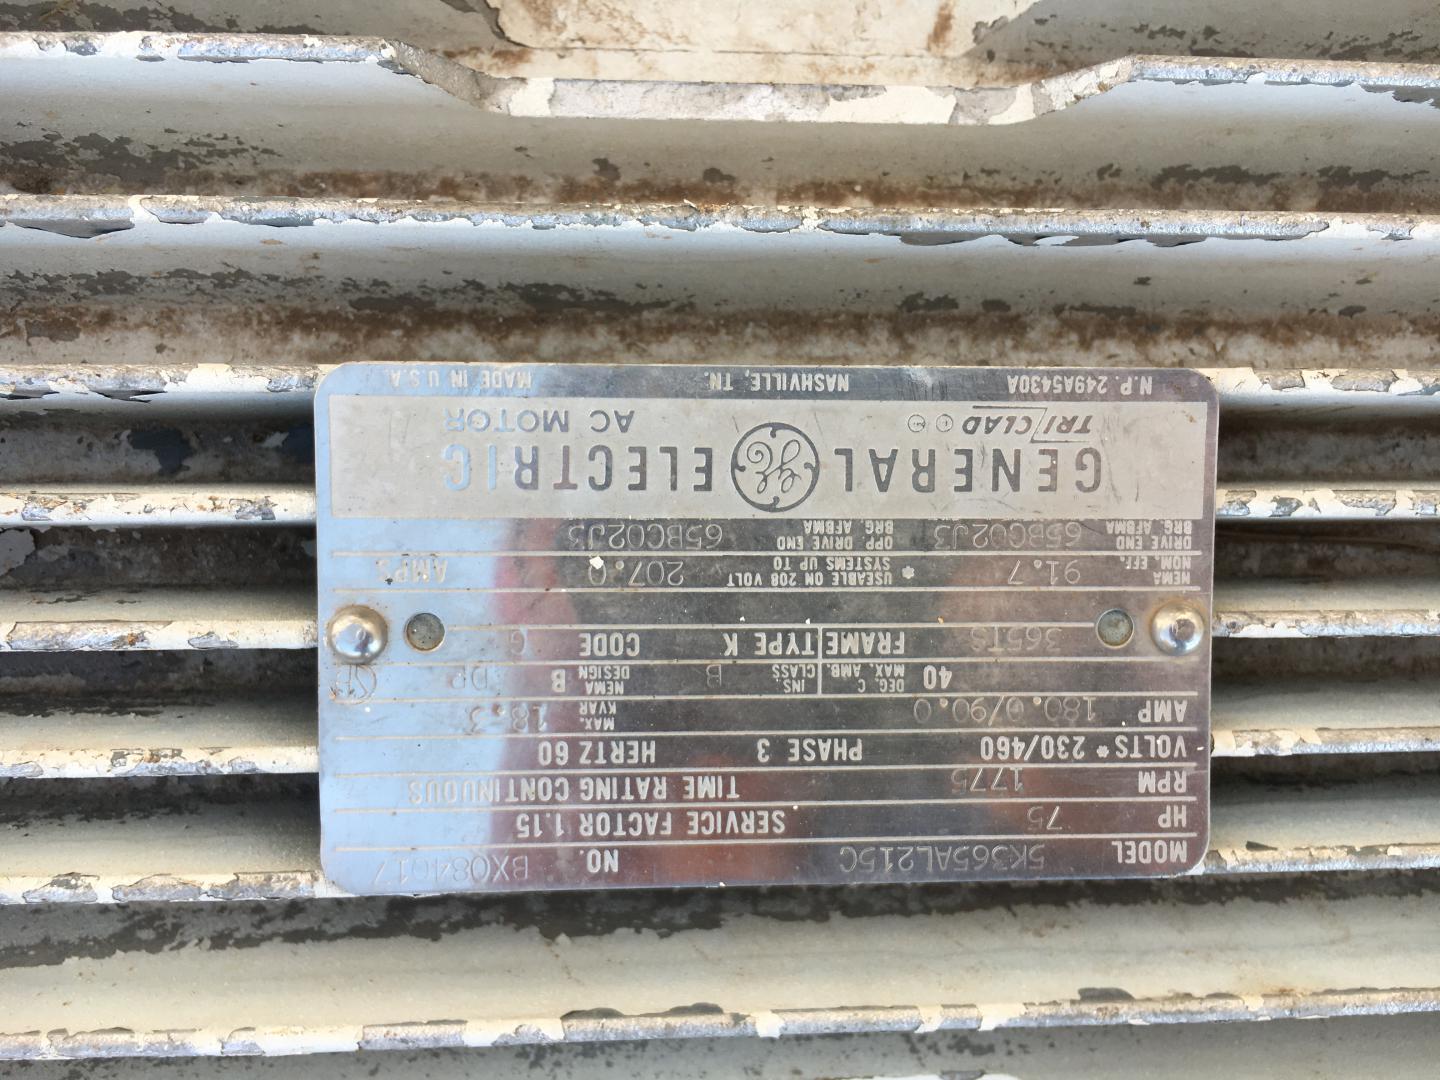 MODEL 5K365AL215C NO. BX084017
HP 75 SERVICE FACTOR 1.15
RPM 1775 TIME RATING CONTINUOUS
VOLTS * 230/460 PHASE 3 HERTZ 60
AMP 180.0/90.0 MAX. KVAR 18.3
40 DEG. C MAX. AMB. INS. CLASS B NEMA DESIGN B DP
365TS FRAME TYPE K CODE G
NEMA NOM. EFF. 91.7 * USEABLE ON 208 VOLT SYSTEMS UP TO 207.0 AMPS
DRIVE END BRG. AFBMA 65BC02J3 OPP. DRIVE END BRG. AFBMA 65BC02J3
GENERAL GE ELECTRIC
TRI CLAD AC MOTOR
N.P. 249A5430A NASHVILLE, TN. MADE IN U.S.A.